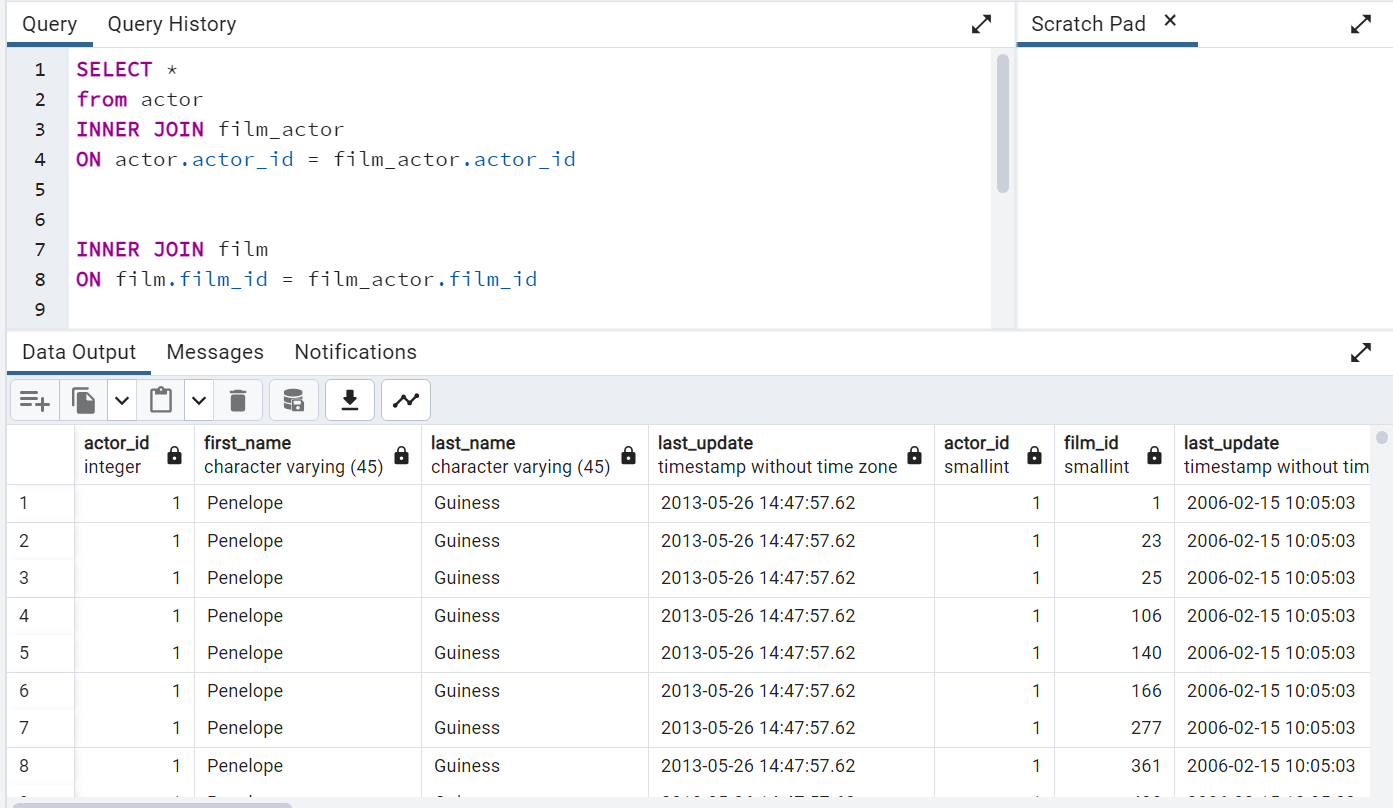 Query Query History Scratch Pad ×
1 SELECT *
2 from actor
3 INNER JOIN film_actor
4 ON actor.actor_id = film_actor.actor_id
5
6
7 INNER JOIN film
8 ON film.film_id = film_actor.film_id
9
Data Output Messages Notifications
actor_id first_name last_name last_update actor_id film_id last_update
integer character varying (45) character varying (45) timestamp without time zone smallint smallint timestamp without tim
1 1 Penelope Guiness 2013-05-26 14:47:57.62 1 1 2006-02-15 10:05:03
2 1 Penelope Guiness 2013-05-26 14:47:57.62 1 23 2006-02-15 10:05:03
3 1 Penelope Guiness 2013-05-26 14:47:57.62 1 25 2006-02-15 10:05:03
4 1 Penelope Guiness 2013-05-26 14:47:57.62 1 106 2006-02-15 10:05:03
5 1 Penelope Guiness 2013-05-26 14:47:57.62 1 140 2006-02-15 10:05:03
6 1 Penelope Guiness 2013-05-26 14:47:57.62 1 166 2006-02-15 10:05:03
7 1 Penelope Guiness 2013-05-26 14:47:57.62 1 277 2006-02-15 10:05:03
8 1 Penelope Guiness 2013-05-26 14:47:57.62 1 361 2006-02-15 10:05:03